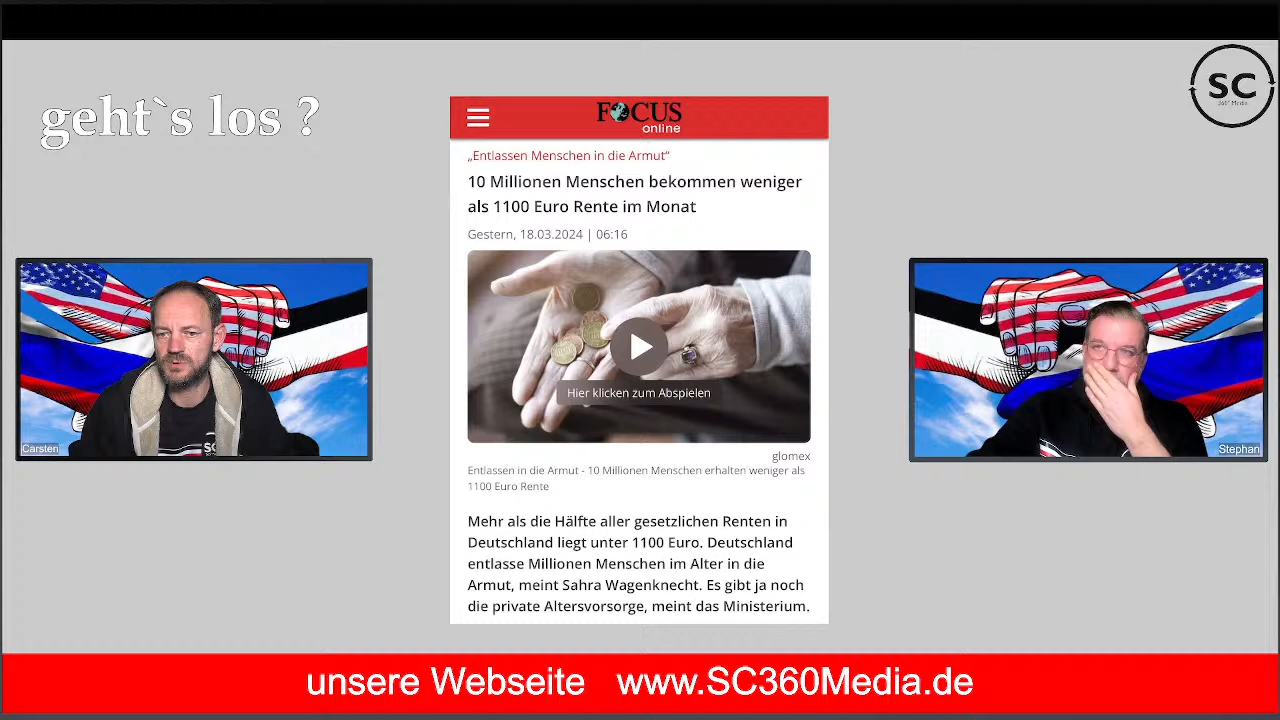 geht`s los ?
SC
360° Media
FOCUS
online
„Entlassen Menschen in die Armut“
10 Millionen Menschen bekommen weniger
als 1100 Euro Rente im Monat
Gestern, 18.03.2024 | 06:16
Hier klicken zum Abspielen
glomex
Entlassen in die Armut - 10 Millionen Menschen erhalten weniger als
1100 Euro Rente
Mehr als die Hälfte aller gesetzlichen Renten in
Deutschland liegt unter 1100 Euro. Deutschland
entlasse Millionen Menschen im Alter in die
Armut, meint Sahra Wagenknecht. Es gibt ja noch
die private Altersvorsorge, meint das Ministerium.
Carsten
SC
Stephan
unsere Webseite www.SC360Media.de